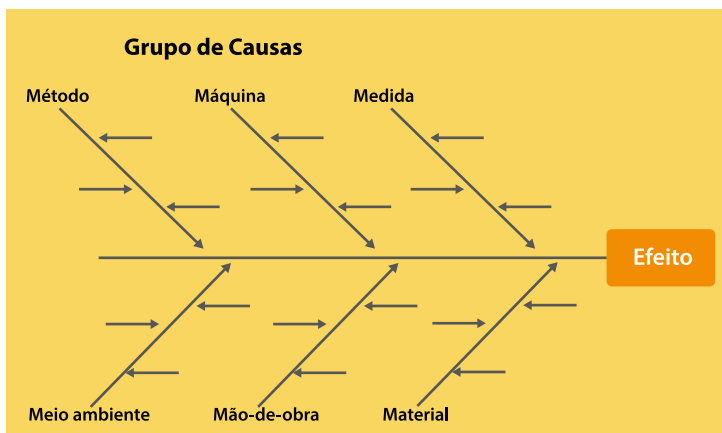 Grupo de Causas
Método
Máquina
Medida
Efeito
Meio ambiente
Mão-de-obra
Material